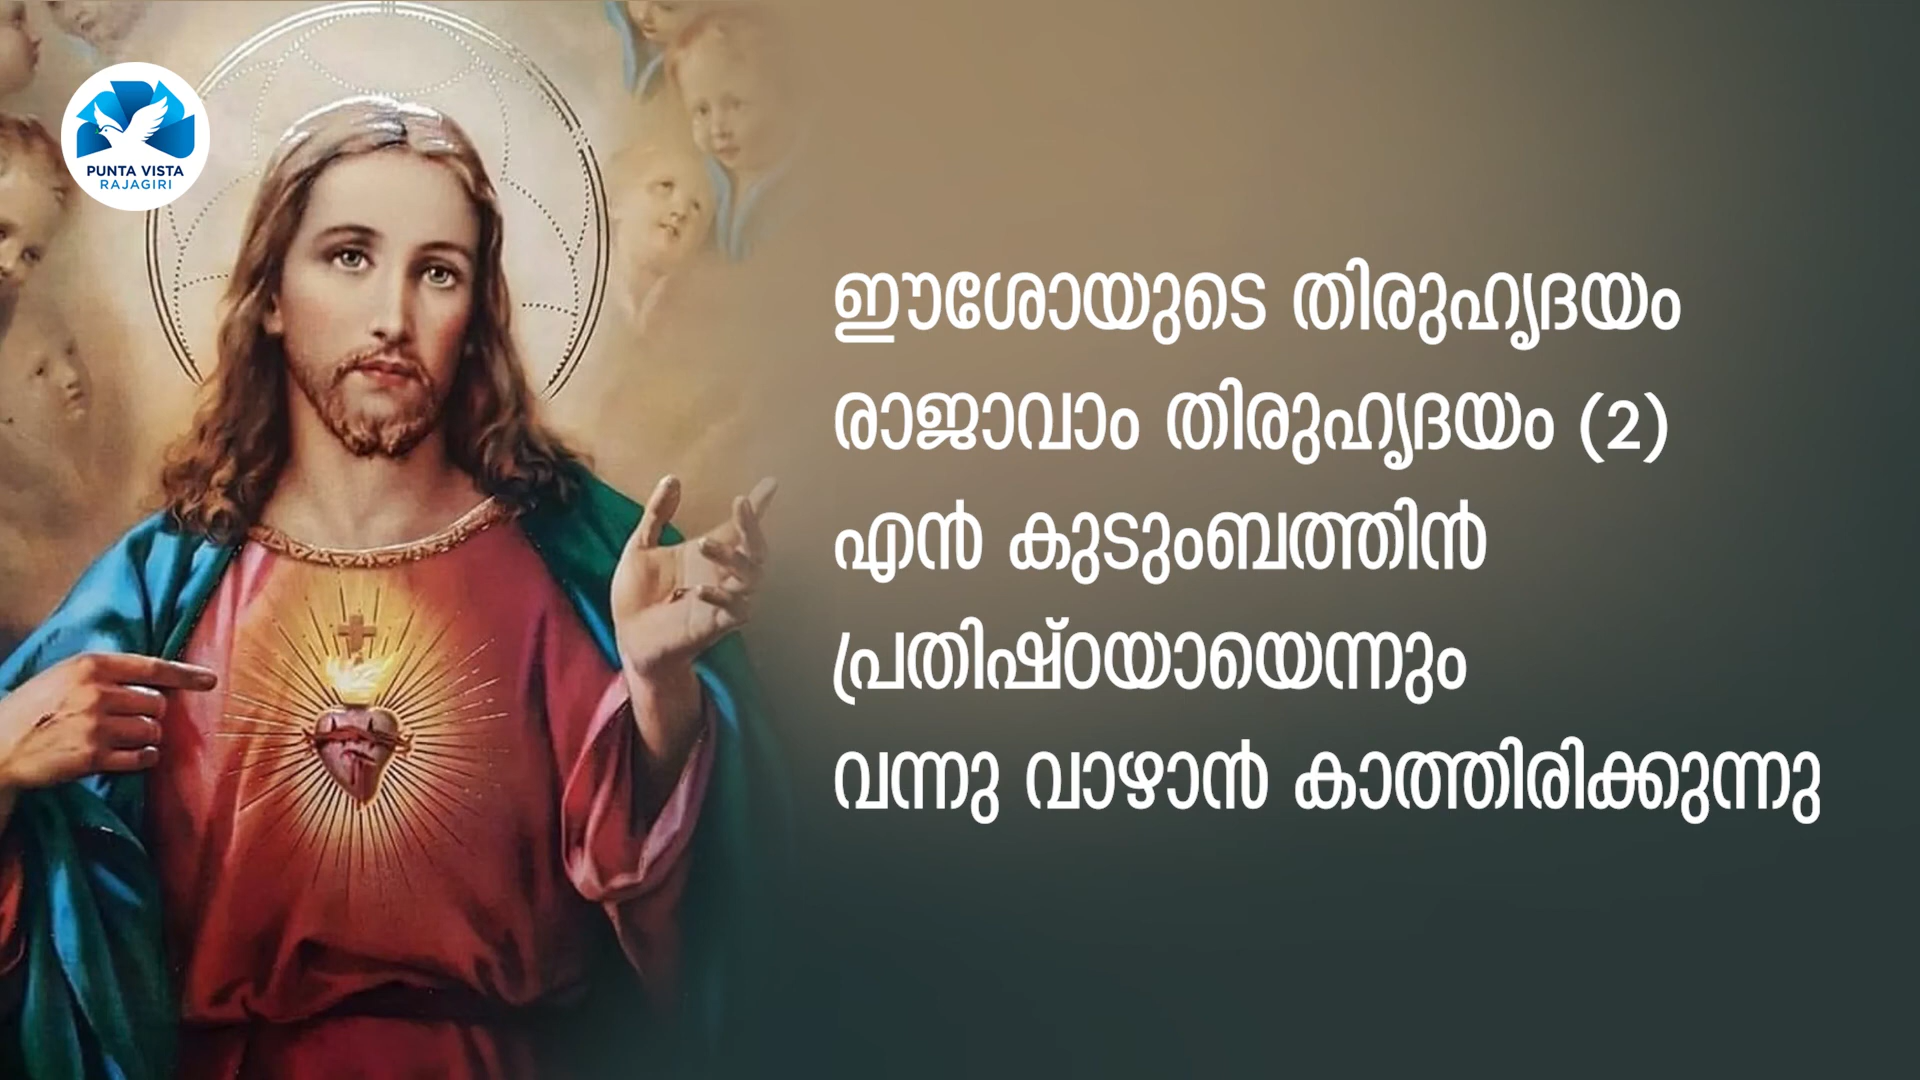 PUNTA VISTA
RAJAGIRI
ഈശോയുടെ തിരുഹൃദയം
രാജാവാം തിരുഹൃദയം (2)
എൻ കുടുംബത്തിൻ
പ്രതിഷ്ഠയായെന്നും
വന്നു വാഴാൻ കാത്തിരിക്കുന്നു